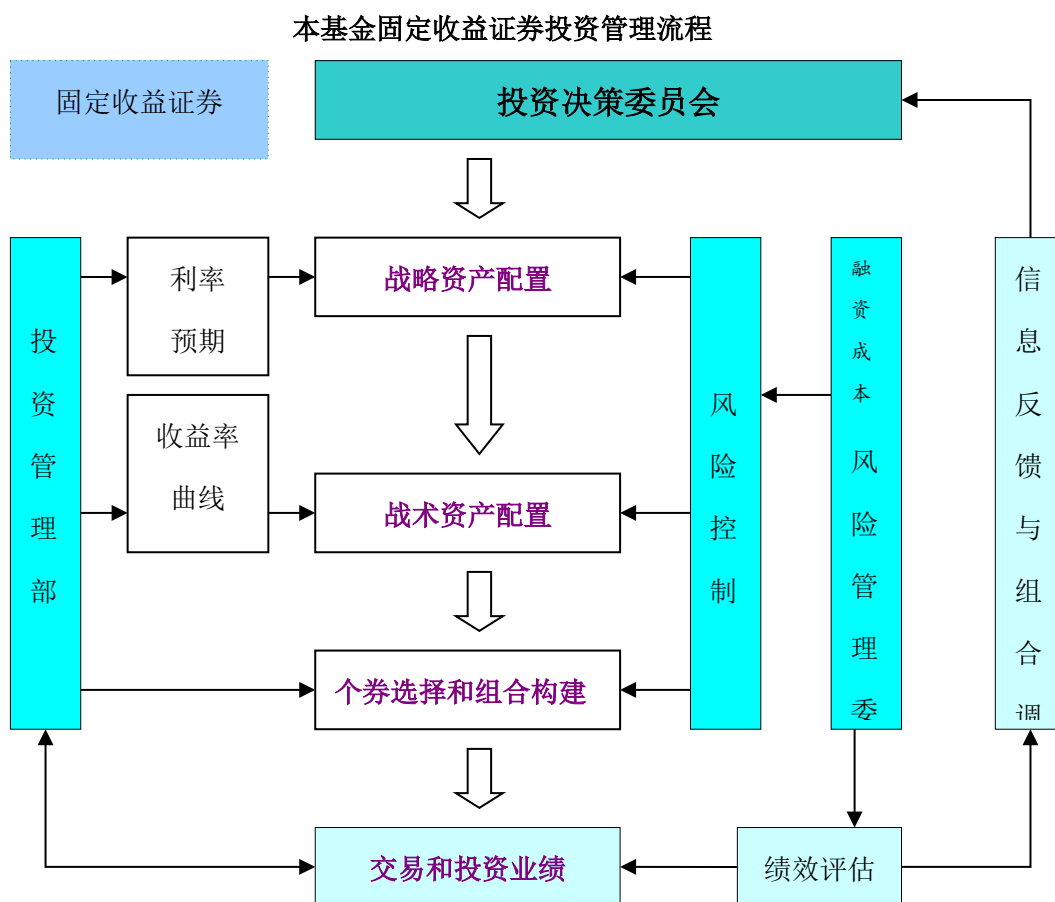 本基金固定收益证券投资管理流程
固定收益证券
投资决策委员会
投资管理部
利率
预期
战略资产配置
收益率
曲线
战术资产配置
个券选择和组合构建
风险控制
融资成本
风险管理委
信息反馈与组合调
交易和投资业绩
绩效评估